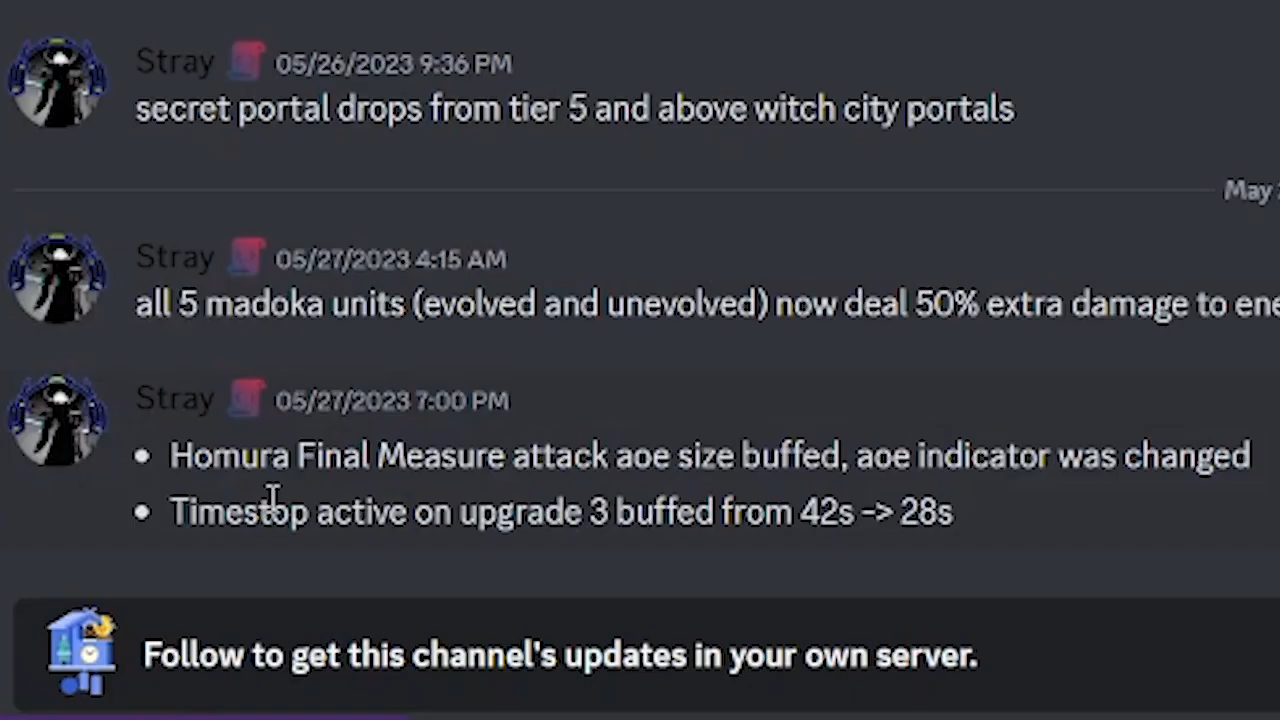 Stray 05/26/2023 9:36 PM
secret portal drops from tier 5 and above witch city portals
May
Stray 05/27/2023 4:15 AM
all 5 madoka units (evolved and unevolved) now deal 50% extra damage to
Stray 05/27/2023 7:00 PM
• Homura Final Measure attack aoe size buffed, aoe indicator was changed
• Timestop active on upgrade 3 buffed from 42s -> 28s
Follow to get this channel's updates in your own server.